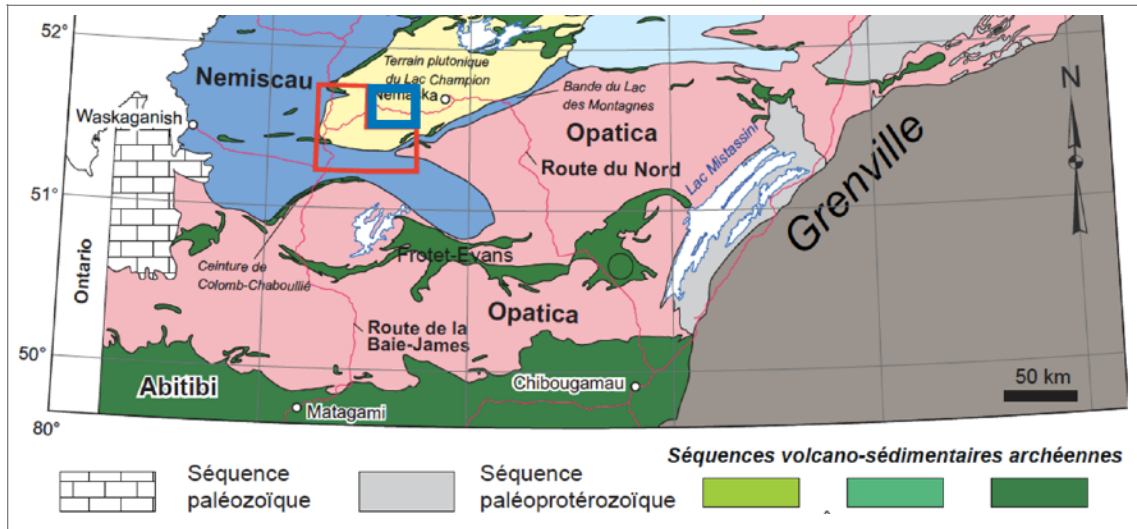 52°
Nemiscau
Terrain plutonique
du Lac Champion
Nemaska
Bande du Lac
des Montagnes
Waskaganish
Opatica
Route du Nord
Lac Mistassini
N
51°
Grenville
Ontario
Frotet-Evans
Ceinture de
Colomb-Chaboullié
Opatica
Route de la
Baie-James
50°
Abitibi
Chibougamau
50 km
Matagami
80°
Séquence
paléozoïque
Séquence
paléoprotérozoïque
Séquences volcano-sédimentaires archéennes